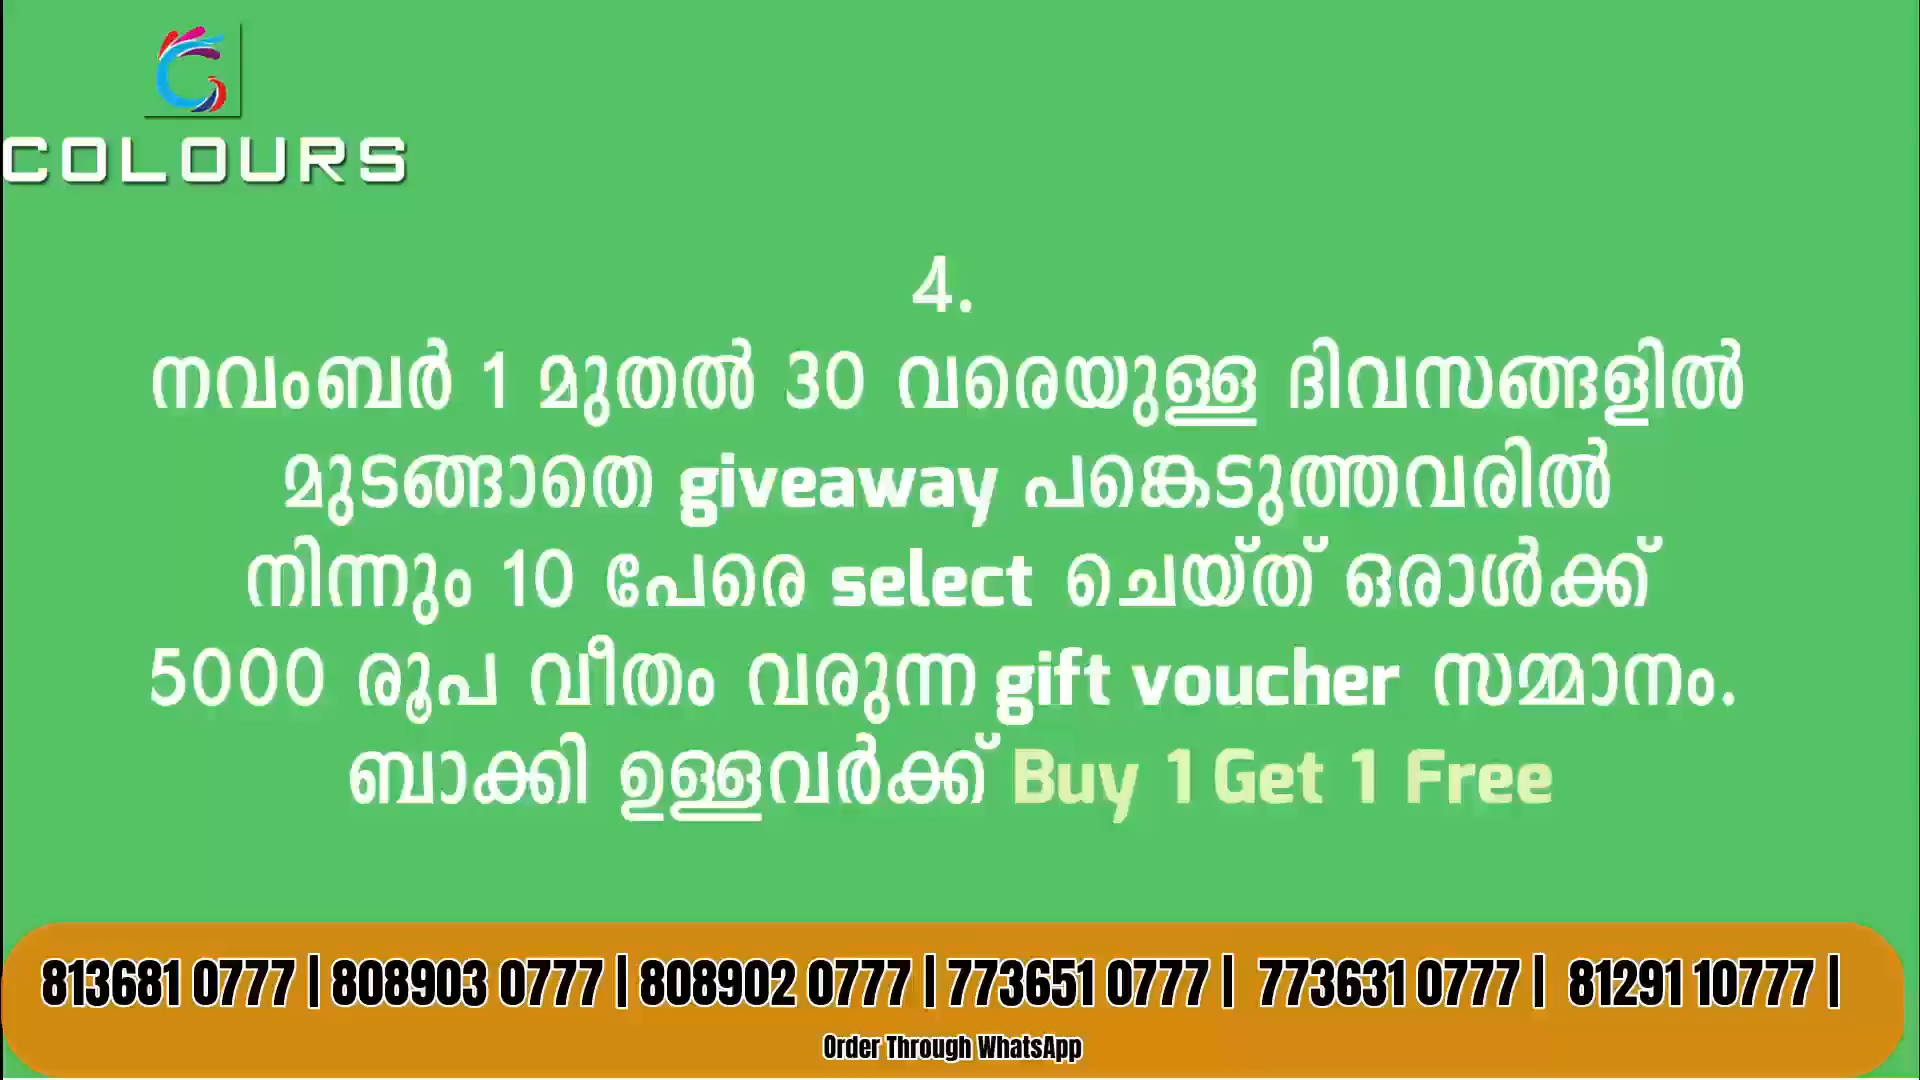 COLOURS
4.
നവംബർ 1 മുതൽ 30 വരെയുള്ള ദിവസങ്ങളിൽ
മുടങ്ങാതെ giveaway പങ്കെടുത്തവരിൽ
നിന്നും 10 പേരെ select ചെയ്ത് ഒരാൾക്ക്
5000 രൂപ വീതം വരുന്ന gift voucher സമ്മാനം.
ബാക്കി ഉള്ളവർക്ക് Buy 1 Get 1 Free
813681 0777 | 808903 0777 | 808902 0777 | 773651 0777 | 773631 0777 | 81291 10777 |
Order Through WhatsApp